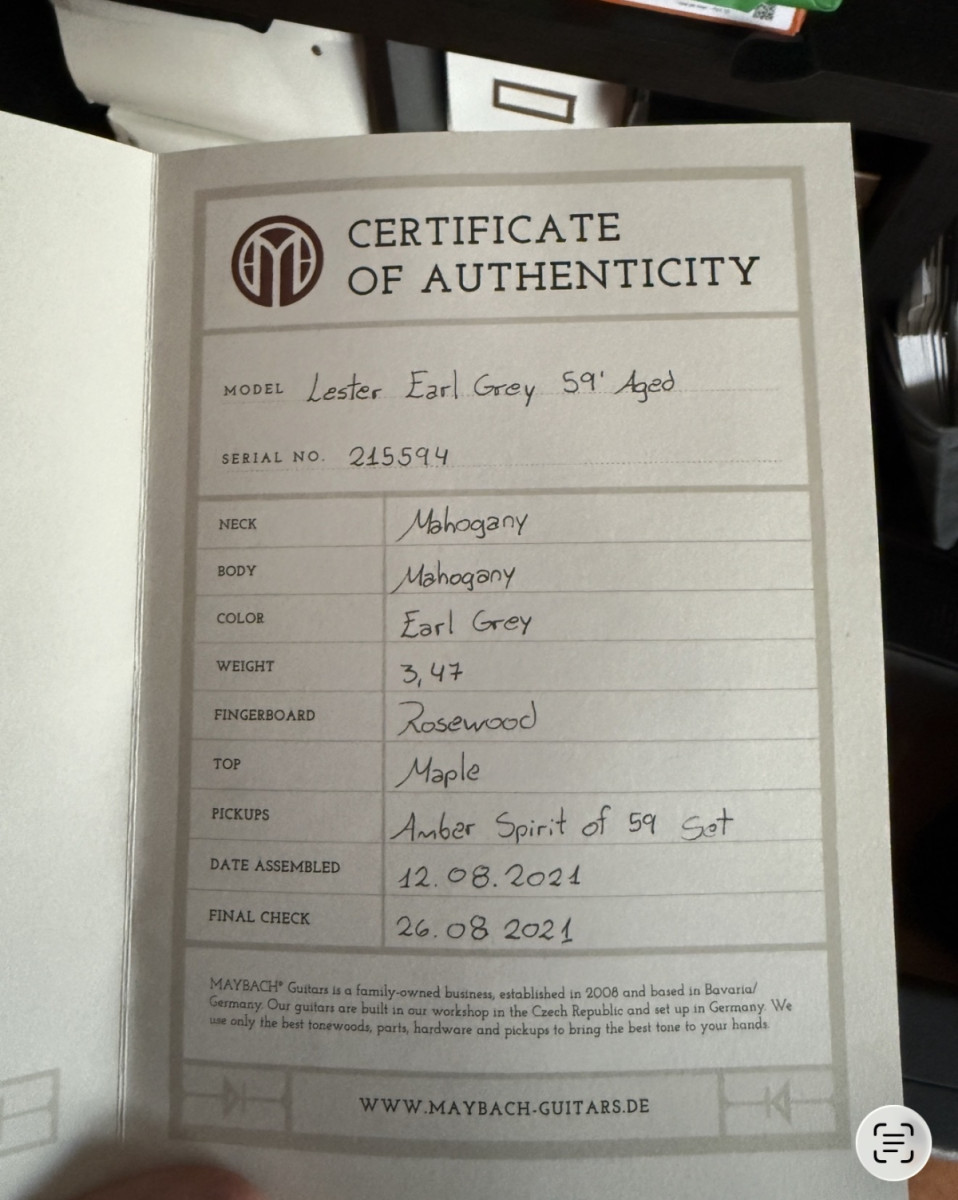 CERTIFICATE
OF AUTHENTICITY
MODEL Lester Earl Grey 59' Aged
SERIAL NO. 215594
NECK Mahogany
BODY Mahogany
COLOR Earl Grey
WEIGHT 3,47
FINGERBOARD Rosewood
TOP Maple
PICKUPS Amber Spirit of 59 Set
DATE ASSEMBLED 12.08.2021
FINAL CHECK 26.08 2021
MAYBACH® Guitars is a family-owned business, established in 2008 and based in Bavaria/
Germany. Our guitars are built in our workshop in the Czech Republic and set up in Germany. We
use only the best tonewoods, parts, hardware and pickups to bring the best tone to your hands.
WWW.MAYBACH-GUITARS.DE